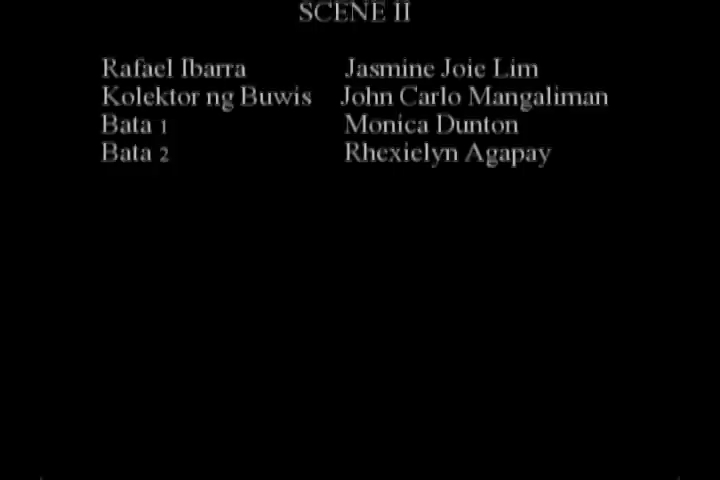 SCENE II
Rafael Ibarra Jasmine Joie Lim
Kolektor ng Buwis John Carlo Mangaliman
Bata 1 Monica Dunton
Bata 2 Rhexielyn Agapay